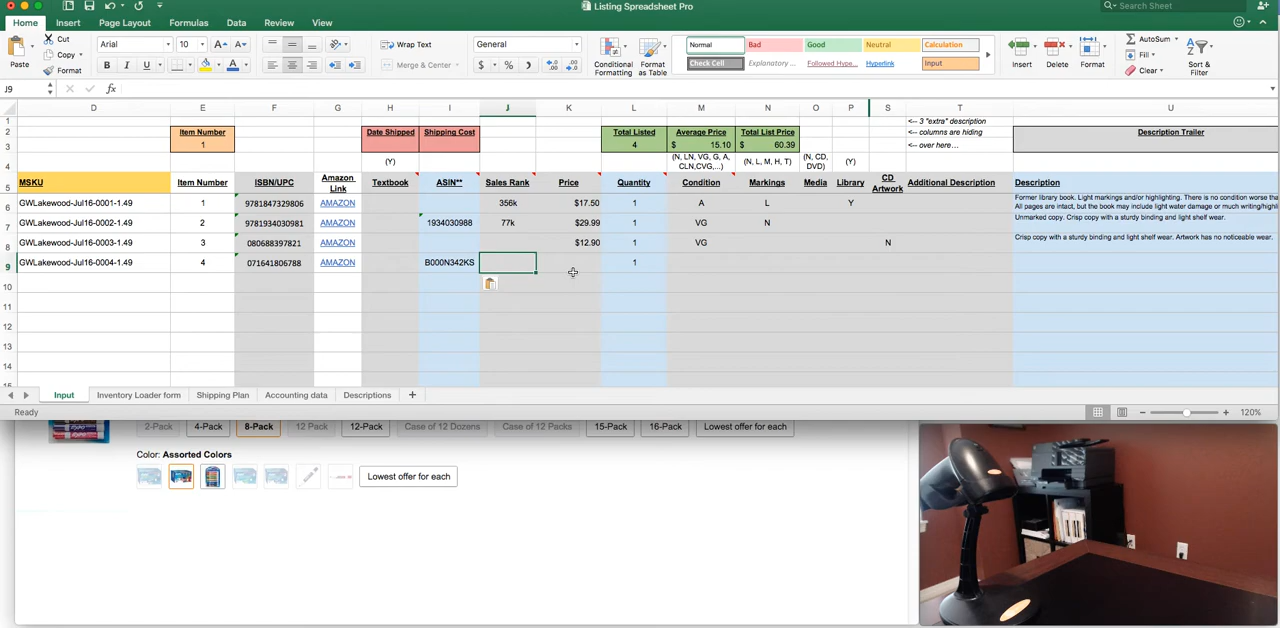 Listing Spreadsheet Pro
Search Sheet
Home Insert Page Layout Formulas Data Review View
Paste
Cut
Copy
Format
Arial 10 A A
B I U A
Wrap Text
Merge & Center
General
$ % )
Conditional Formatting
Format as Table
Normal Bad Good Neutral Calculation
Check Cell Explanatory ... Followed Hype... Hyperlink Input
Insert Delete Format
AutoSum
Fill
Clear
Sort & Filter
J9 fx
D E F G H I J K L M N O P S T U
1 <-- 3 "extra" description
2 Item Number Date Shipped Shipping Cost Total Listed Average Price Total List Price <-- columns are hiding Description Trailer
3 1 4 $ 15.10 $ 60.39 <-- over here...
4 (Y) (N, LN, VG, G, A, CLN,CVG,...) (N, L, M, H, T) (N, CD, DVD) (Y)
5 MSKU Item Number ISBN/UPC Amazon Link Textbook ASIN** Sales Rank Price Quantity Condition Markings Media Library CD Artwork Additional Description Description
6 GWLakewood-Jul16-0001-1.49 1 9781847329806 AMAZON 356k $17.50 1 A L Y Former library book. Light markings and/or highlighting. There is no condition worse tha
All pages are intact, but the book may include light water damage or much writing/highl
7 GWLakewood-Jul16-0002-1.49 2 9781934030981 AMAZON 1934030988 77k $29.99 1 VG N Unmarked copy. Crisp copy with a sturdy binding and light shelf wear.
8 GWLakewood-Jul16-0003-1.49 3 080688397821 AMAZON $12.90 1 VG N Crisp copy with a sturdy binding and light shelf wear. Artwork has no noticeable wear.
9 GWLakewood-Jul16-0004-1.49 4 071641806788 AMAZON B000N342KS 1
10
11
12
13
14
Input Inventory Loader form Shipping Plan Accounting data Descriptions +
Ready 120%
2-Pack 4-Pack 8-Pack 12 Pack 12-Pack Case of 12 Dozens Case of 12 Packs 15-Pack 16-Pack Lowest offer for each
Color: Assorted Colors
Lowest offer for each